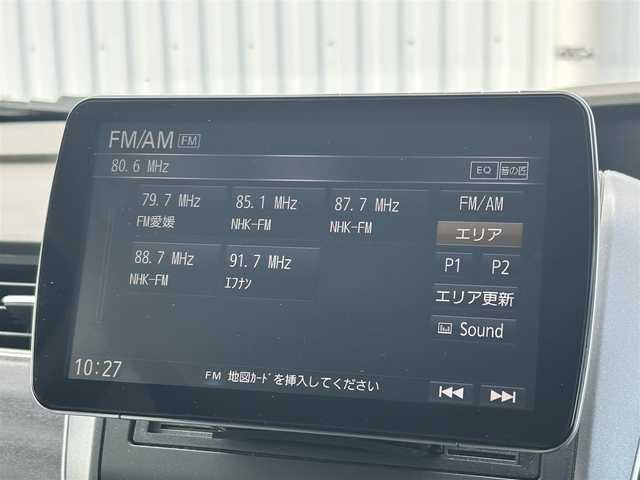 FM/AM FM
80.6 MHz
EQ 音の匠
79.7 MHz 85.1 MHz 87.7 MHz
FM愛媛 NHK-FM NHK-FM
88.7 MHz 91.7 MHz
NHK-FM エフナン
FM/AM
エリア
P1 P2
エリア更新
Sound
10:27
FM 地図カードを挿入してください